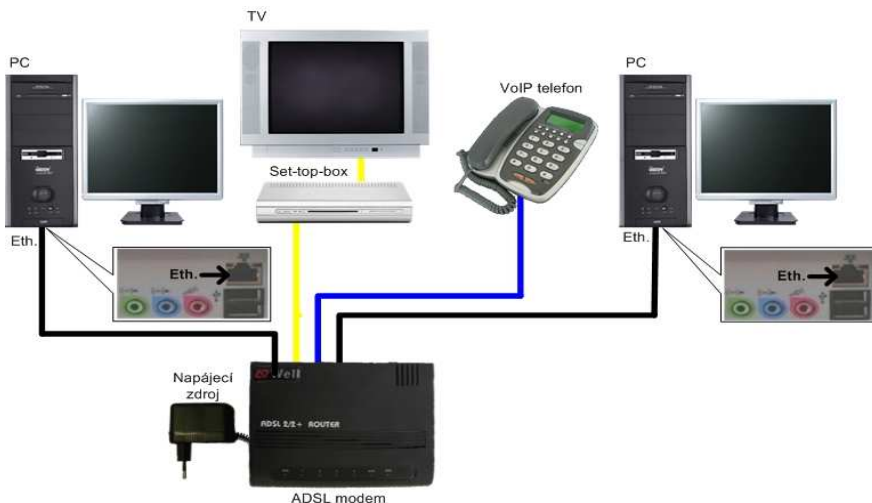 TV
PC
PC
VoIP telefon
Set-top-box
Eth.
Eth.
Eth.
Eth.
Napájecí
zdroj
Well
ADSL 2/2+ ROUTER
ADSL modem